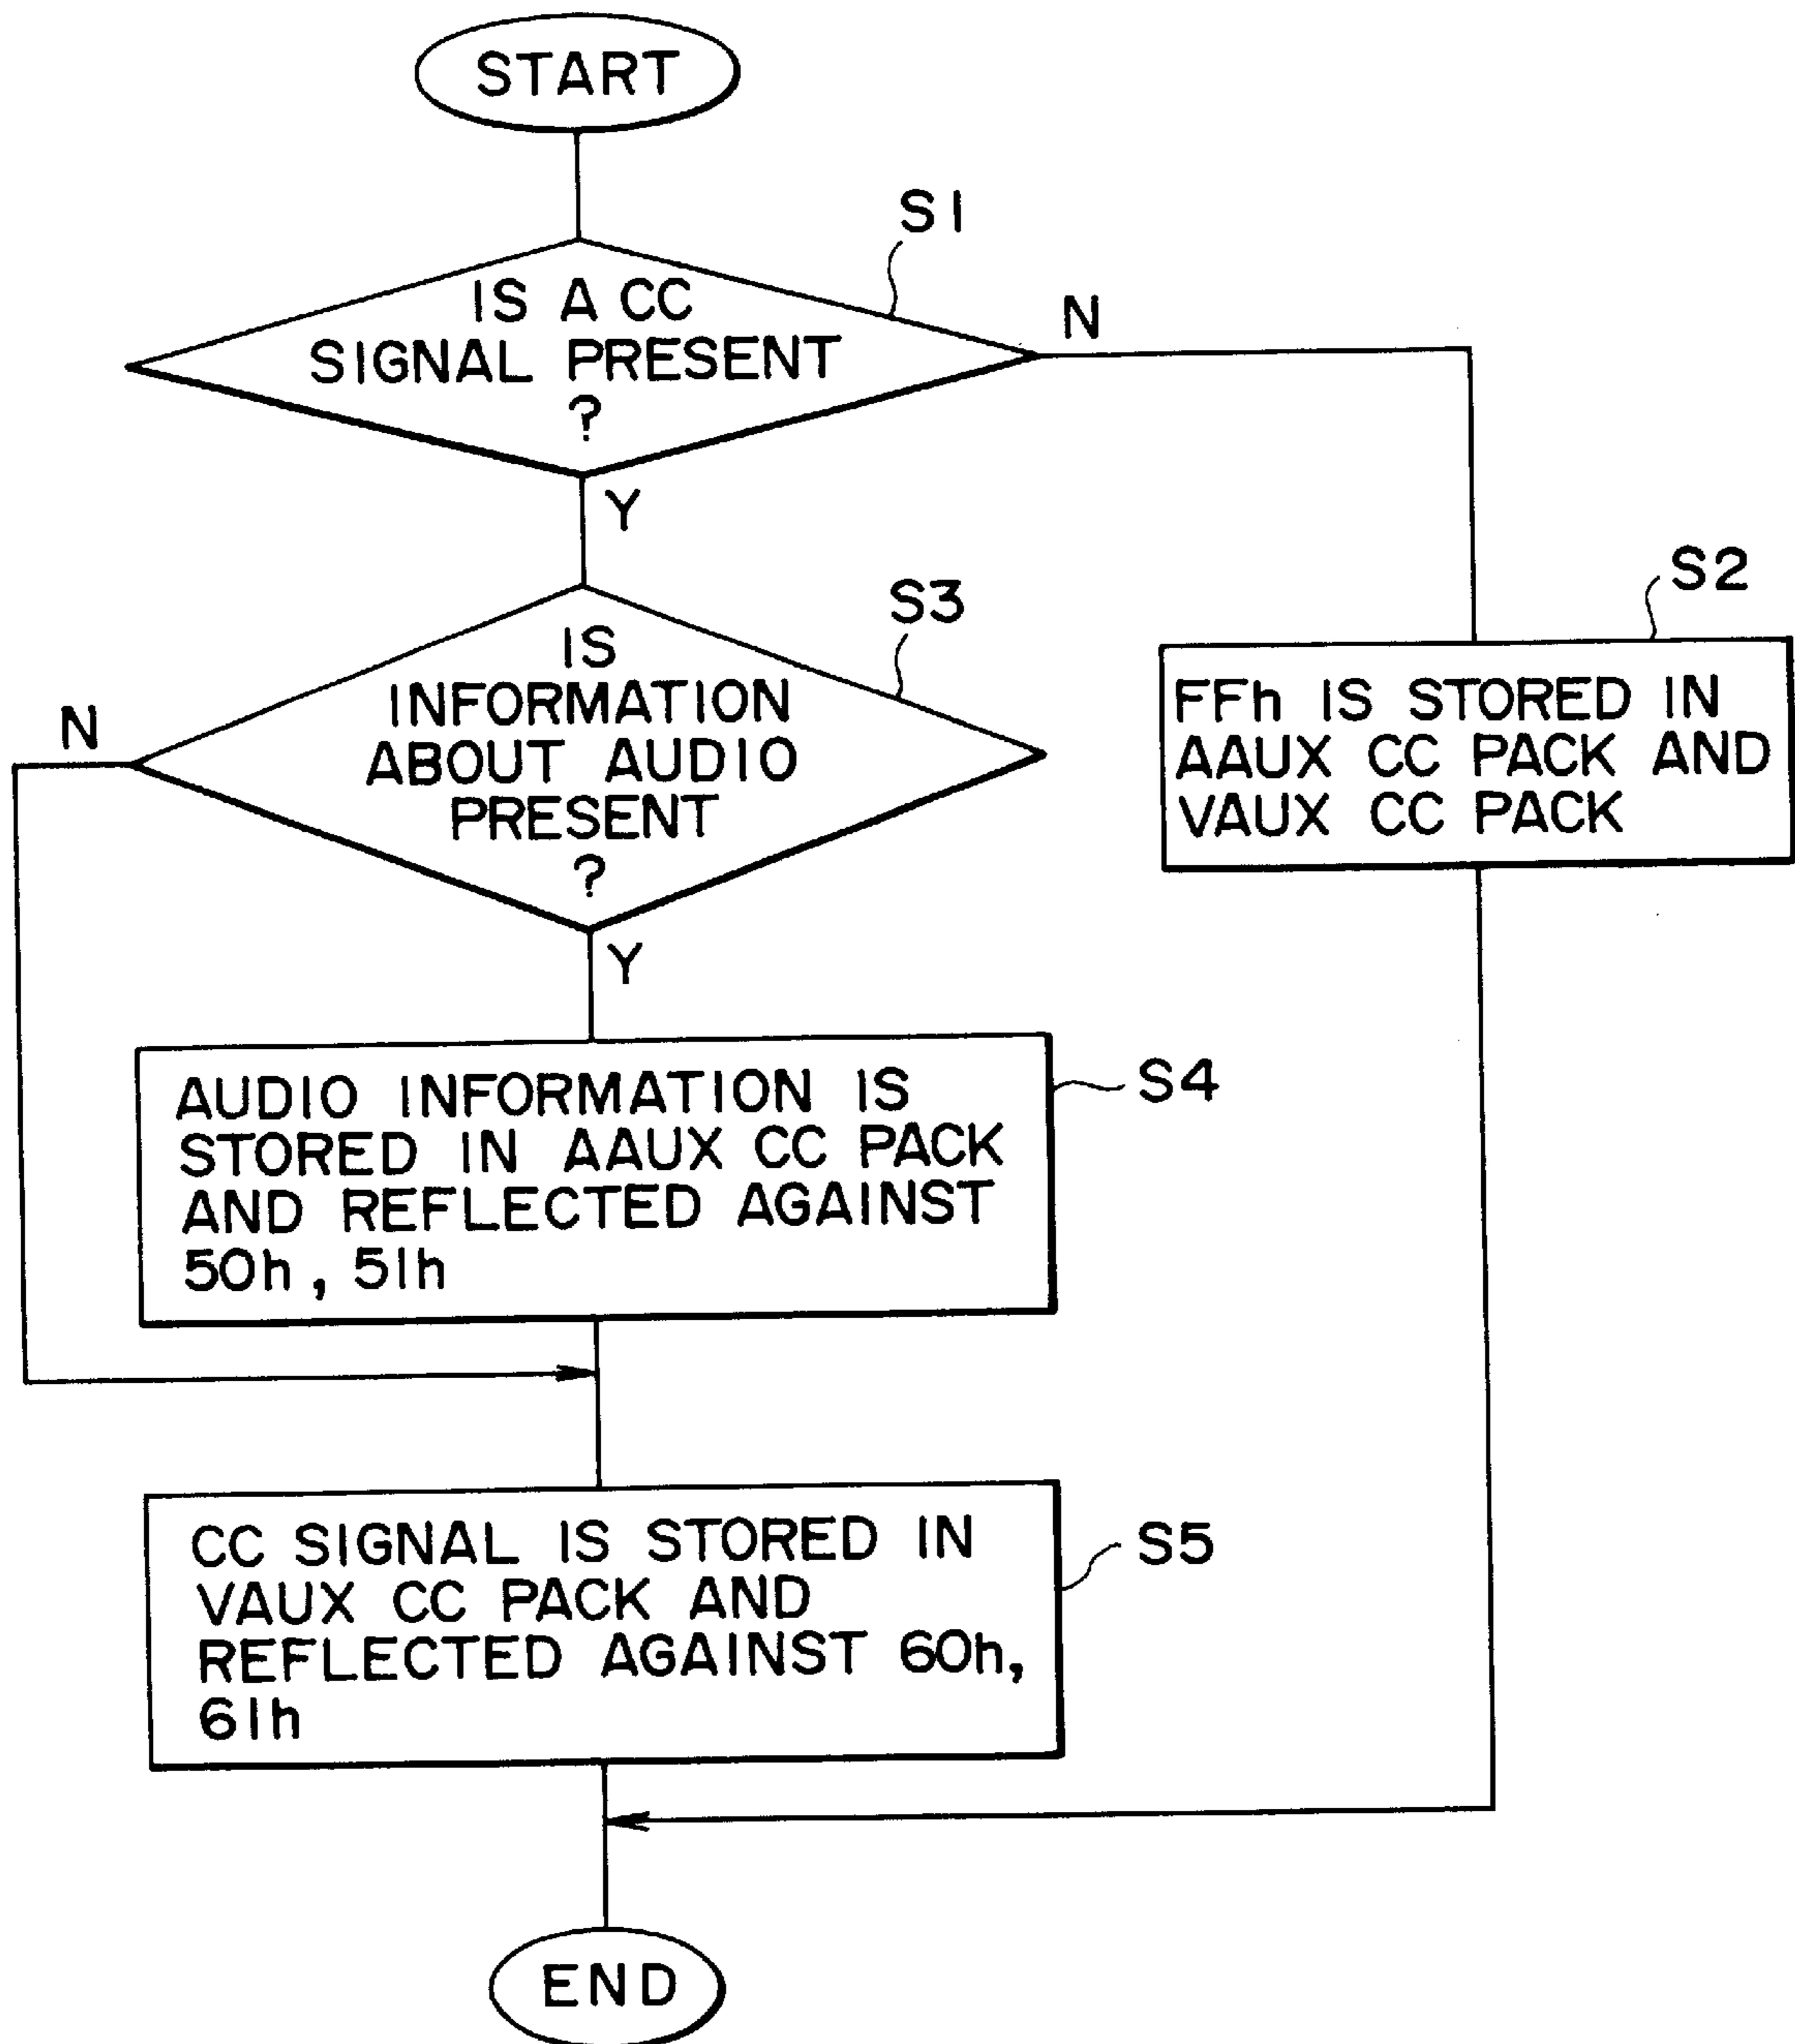 START
S1
IS A CC
SIGNAL PRESENT
?
N
Y
S2
FFh IS STORED IN
AAUX CC PACK AND
VAUX CC PACK
S3
IS
INFORMATION
ABOUT AUDIO
PRESENT
?
N
Y
S4
AUDIO INFORMATION IS
STORED IN AAUX CC PACK
AND REFLECTED AGAINST
50h, 51h
S5
CC SIGNAL IS STORED IN
VAUX CC PACK AND
REFLECTED AGAINST 60h,
61h
END